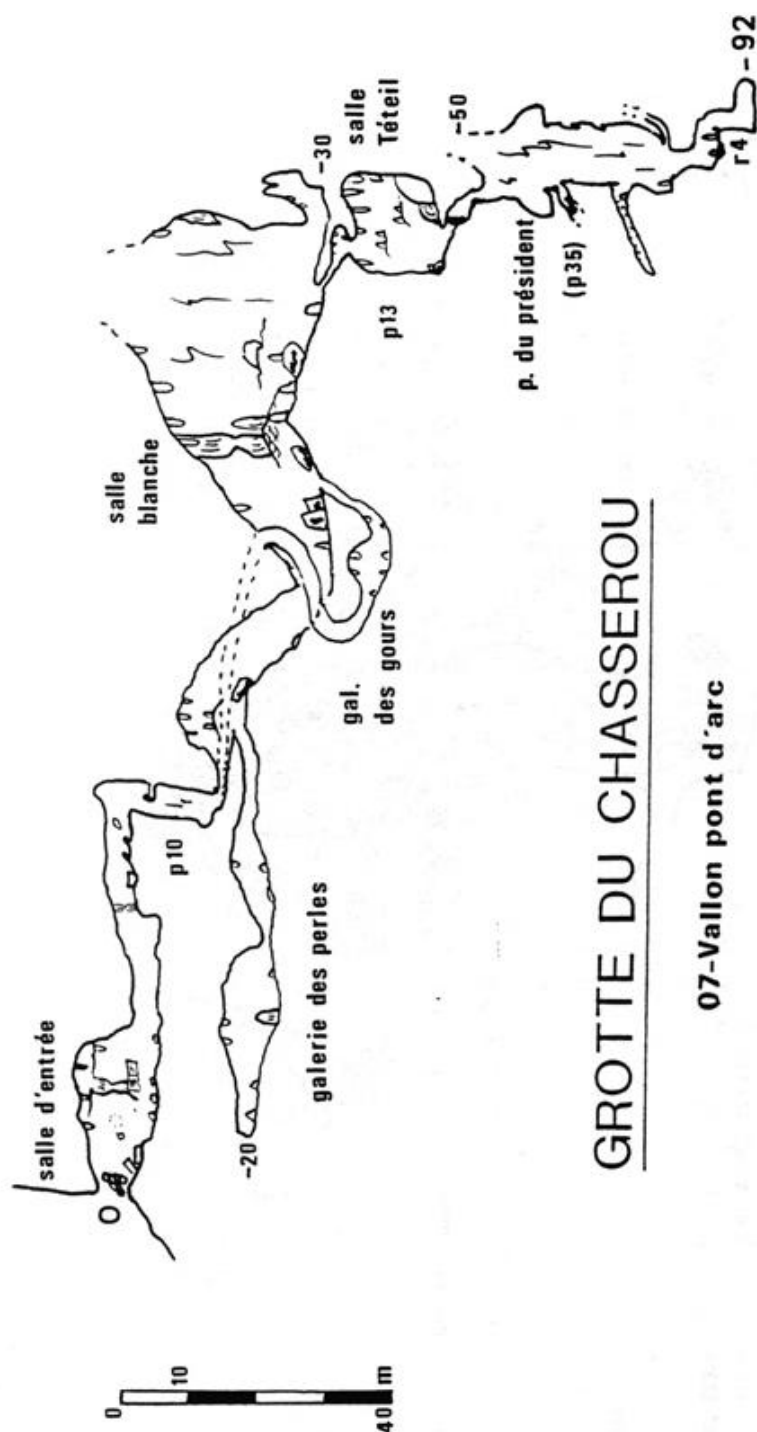 salle d'entrée
O
p10
galerie des perles
-20
salle
blanche
gal.
des gours
-30
salle
Téteil
p13
-50
p. du président
(p35)
r4
-92
0
10
40 m
GROTTE DU CHASSEROU
07-Vallon pont d'arc